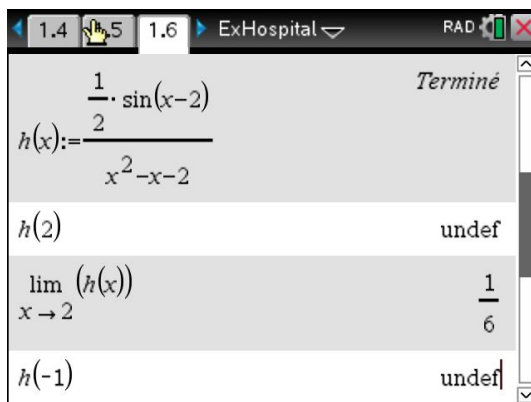 1.4 1.5 1.6 ExHospital RAD
h(x):=(1/2·sin(x−2))/(x²−x−2) Terminé
h(2) undef
lim x→2 (h(x)) 1/6
h(-1) undef